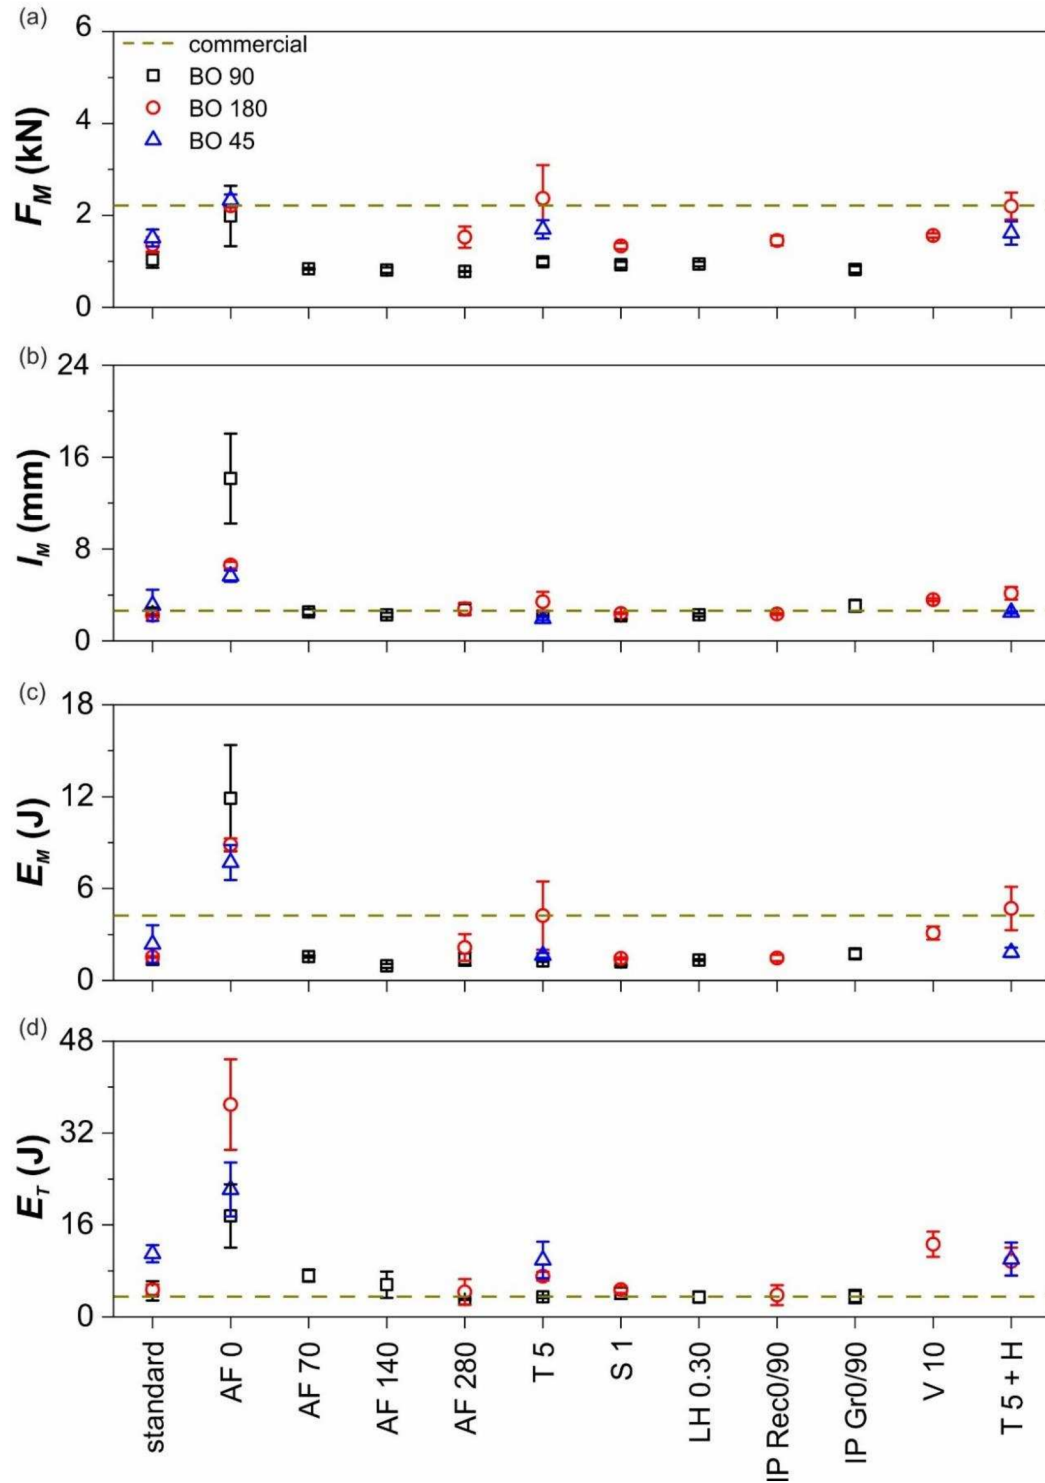 (a)
6
4
2
0
F_M (kN)
commercial
BO 90
BO 180
BO 45
(b)
24
16
8
0
I_M (mm)
(c)
18
12
6
0
E_M (J)
(d)
48
32
16
0
E_T (J)
standard
AF 0
AF 70
AF 140
AF 280
T 5
S 1
LH 0.30
IP Rec0/90
IP Gr0/90
V 10
T 5 + H